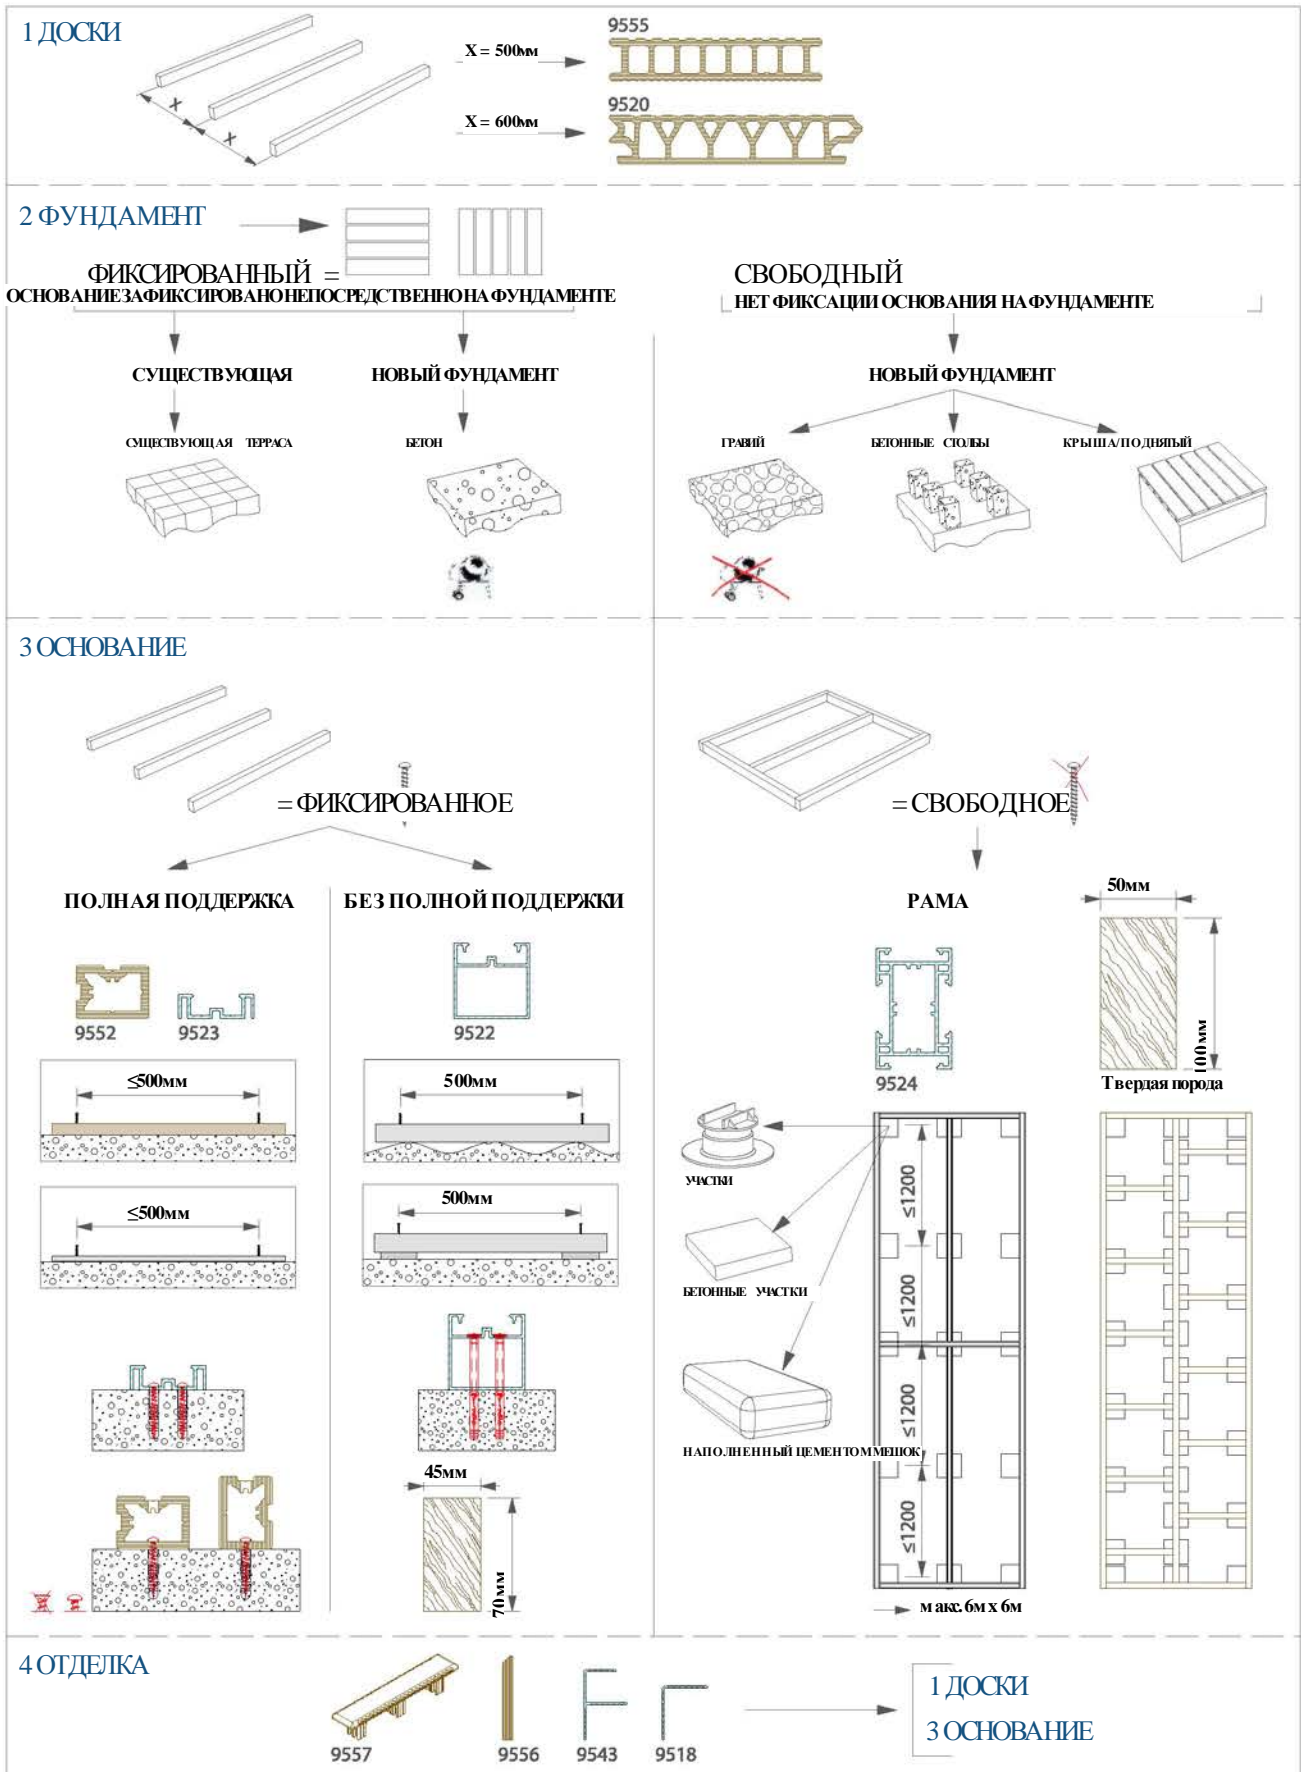 1 ДОСКИ
X = 500мм
9555
X = 600мм
9520
X
X
2 ФУНДАМЕНТ
ФИКСИРОВАННЫЙ =
ОСНОВАНИЕ ЗАФИКСИРОВАНО НЕПОСРЕДСТВЕННО НА ФУНДАМЕНТЕ
СВОБОДНЫЙ
НЕТ ФИКСАЦИИ ОСНОВАНИЯ НА ФУНДАМЕНТЕ
СУЩЕСТВУЮЩАЯ
НОВЫЙ ФУНДАМЕНТ
НОВЫЙ ФУНДАМЕНТ
СУЩЕСТВУЮЩАЯ ТЕРРАСА
БЕТОН
ГРАВИЙ
БЕТОННЫЕ СТОЛБЫ
КРЫША/ПОДНЯТЫЙ
3 ОСНОВАНИЕ
= ФИКСИРОВАННОЕ
= СВОБОДНОЕ
ПОЛНАЯ ПОДДЕРЖКА
БЕЗ ПОЛНОЙ ПОДДЕРЖКИ
РАМА
50мм
100мм
9552
9523
9522
9524
Твердая порода
≤500мм
500мм
≤500мм
500мм
УЧАСТКИ
БЕТОННЫЕ УЧАСТКИ
НАПОЛНЕННЫЙ ЦЕМЕНТОМ МЕШОК
≤1200
≤1200
≤1200
≤1200
45мм
70мм
макс. 6м х 6м
4 ОТДЕЛКА
9557
9556
9543
9518
1 ДОСКИ
3 ОСНОВАНИЕ